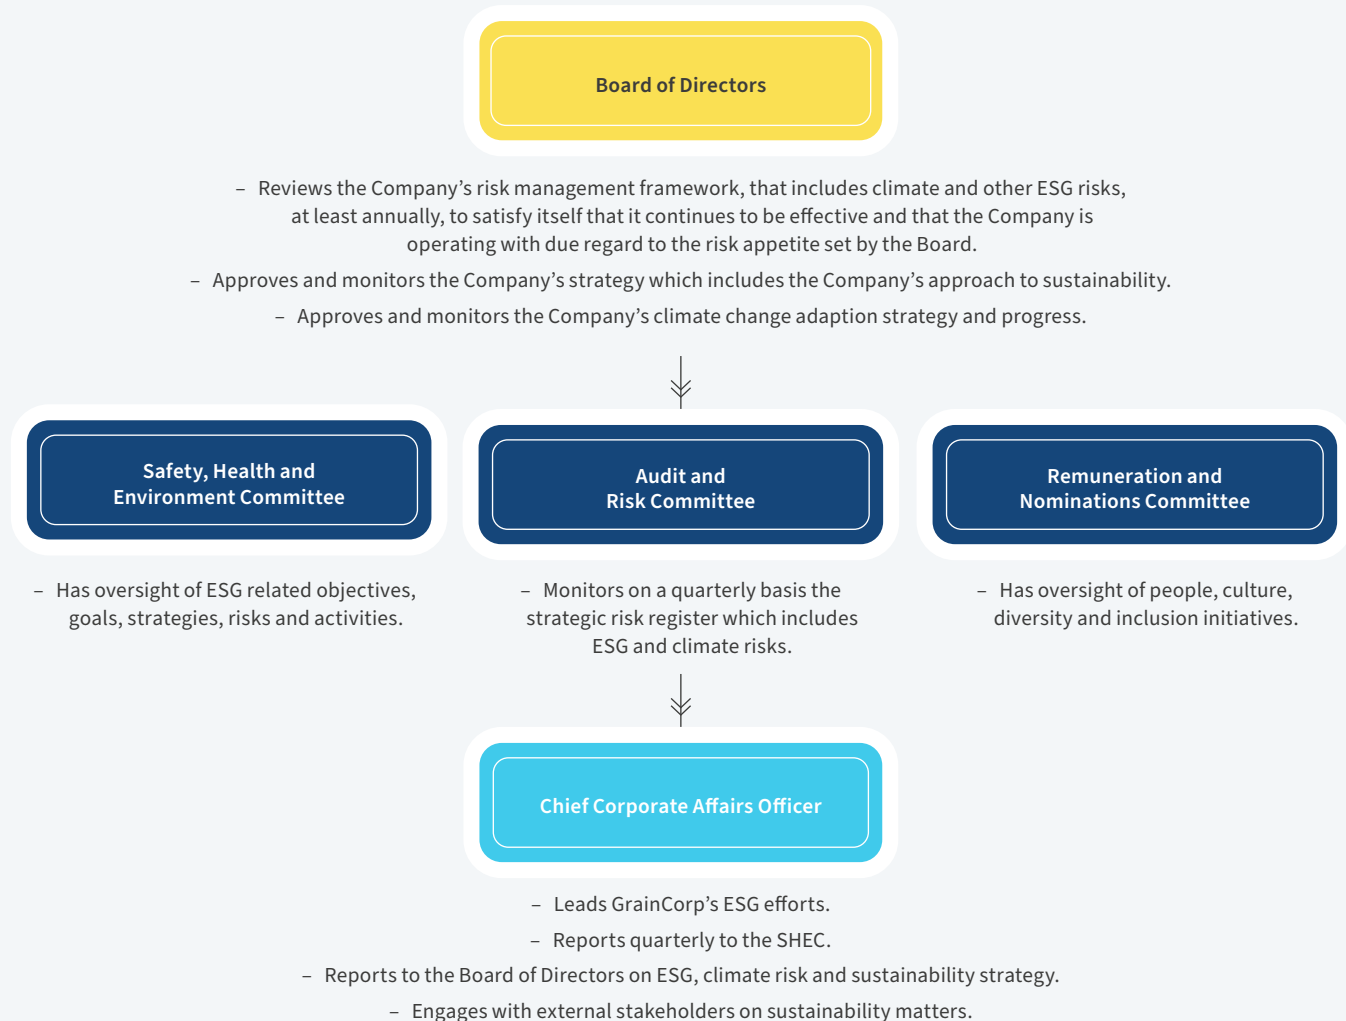 Board of Directors
– Reviews the Company’s risk management framework, that includes climate and other ESG risks,
at least annually, to satisfy itself that it continues to be effective and that the Company is
operating with due regard to the risk appetite set by the Board.
– Approves and monitors the Company’s strategy which includes the Company’s approach to sustainability.
– Approves and monitors the Company’s climate change adaption strategy and progress.
Safety, Health and
Environment Committee
– Has oversight of ESG related objectives,
goals, strategies, risks and activities.
Audit and
Risk Committee
– Monitors on a quarterly basis the
strategic risk register which includes
ESG and climate risks.
Remuneration and
Nominations Committee
– Has oversight of people, culture,
diversity and inclusion initiatives.
Chief Corporate Affairs Officer
– Leads GrainCorp’s ESG efforts.
– Reports quarterly to the SHEC.
– Reports to the Board of Directors on ESG, climate risk and sustainability strategy.
– Engages with external stakeholders on sustainability matters.